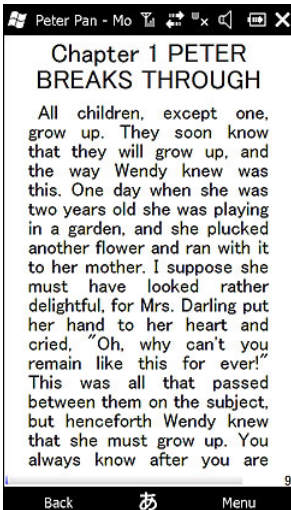 Peter Pan - Mo
Chapter 1 PETER
BREAKS THROUGH
All children, except one,
grow up. They soon know
that they will grow up, and
the way Wendy knew was
this. One day when she was
two years old she was playing
in a garden, and she plucked
another flower and ran with it
to her mother. I suppose she
must have looked rather
delightful, for Mrs. Darling put
her hand to her heart and
cried, "Oh, why can't you
remain like this for ever!"
This was all that passed
between them on the subject,
but henceforth Wendy knew
that she must grow up. You
always know after you are
9
Back あ Menu